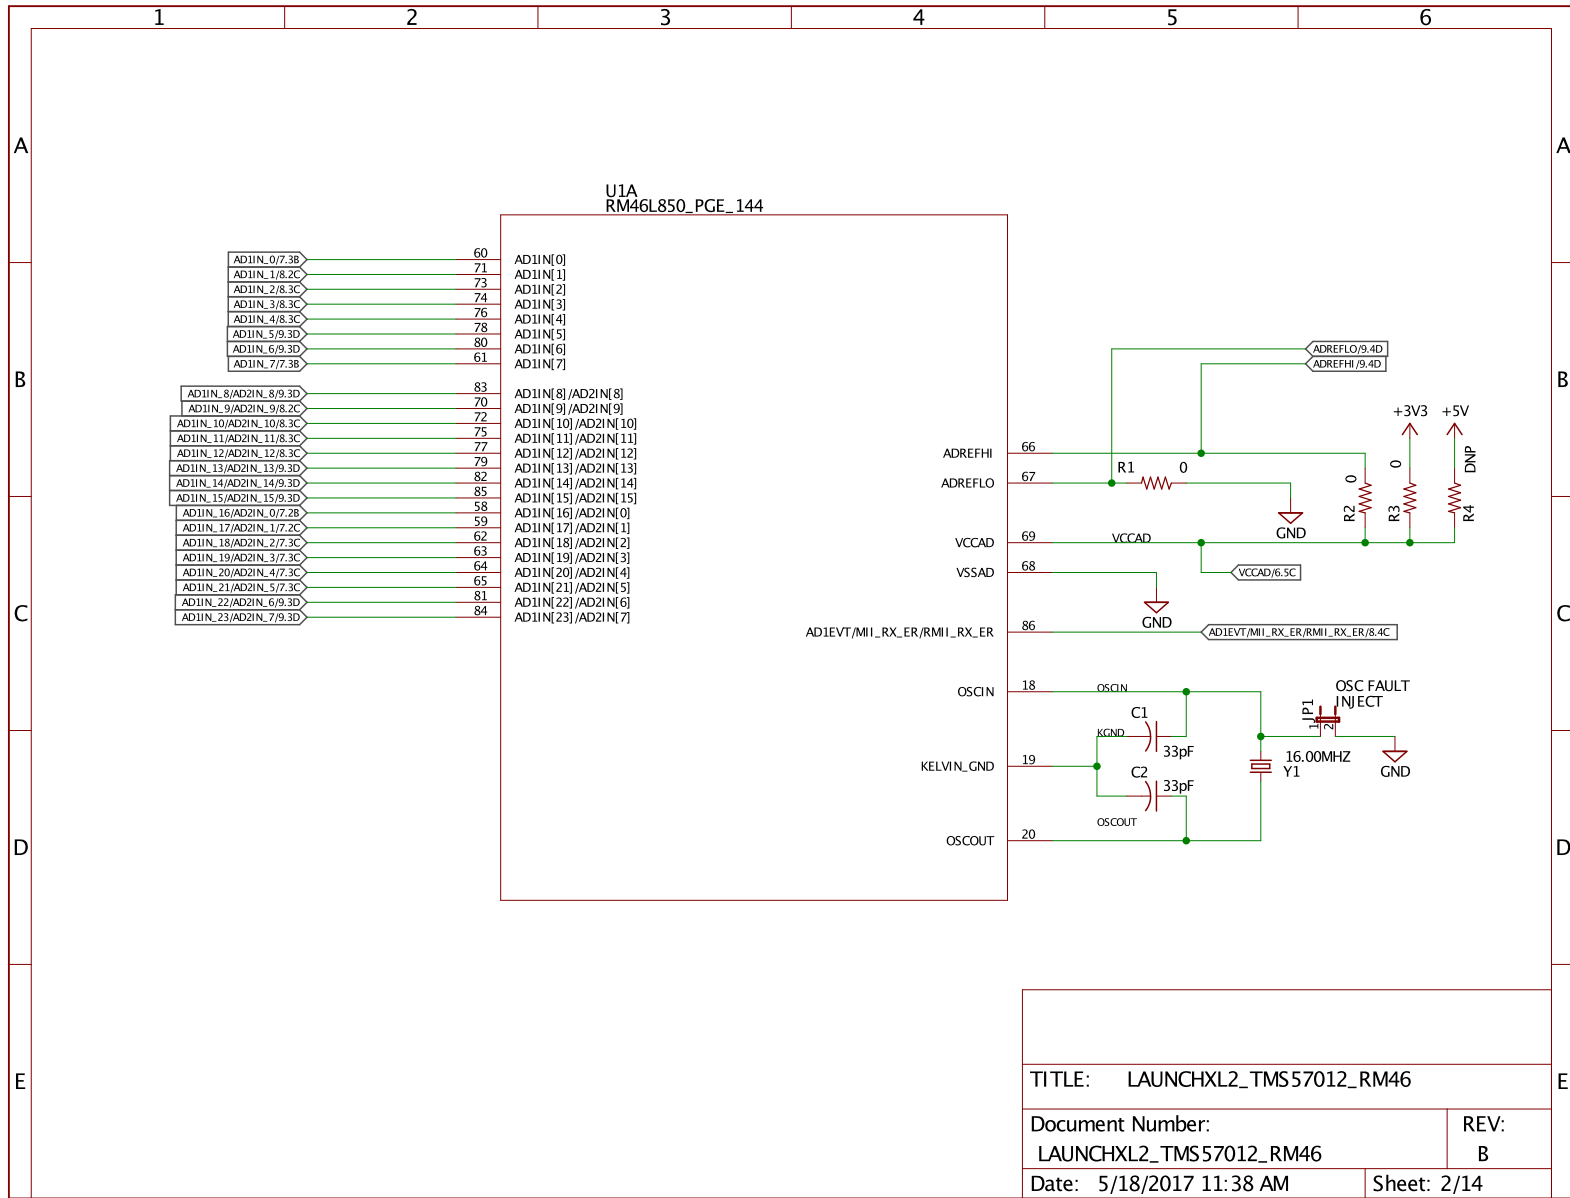 1 2 3 4 5 6
A A
U1A
RM46L850_PGE_144
AD1IN_0/7.3B 60 AD1IN[0]
AD1IN_1/8.2C 71 AD1IN[1]
AD1IN_2/8.3C 73 AD1IN[2]
AD1IN_3/8.3C 74 AD1IN[3]
AD1IN_4/8.3C 76 AD1IN[4]
AD1IN_5/9.3D 78 AD1IN[5]
AD1IN_6/9.3D 80 AD1IN[6]
AD1IN_7/7.3B 61 AD1IN[7]
B B
AD1IN_8/AD2IN_8/9.3D 83 AD1IN[8]/AD2IN[8]
AD1IN_9/AD2IN_9/8.2C 70 AD1IN[9]/AD2IN[9]
AD1IN_10/AD2IN_10/8.3C 72 AD1IN[10]/AD2IN[10]
AD1IN_11/AD2IN_11/8.3C 75 AD1IN[11]/AD2IN[11]
AD1IN_12/AD2IN_12/8.3C 77 AD1IN[12]/AD2IN[12]
AD1IN_13/AD2IN_13/9.3D 79 AD1IN[13]/AD2IN[13]
AD1IN_14/AD2IN_14/9.3D 82 AD1IN[14]/AD2IN[14]
AD1IN_15/AD2IN_15/9.3D 85 AD1IN[15]/AD2IN[15]
AD1IN_16/AD2IN_0/7.2B 58 AD1IN[16]/AD2IN[0]
AD1IN_17/AD2IN_1/7.2C 59 AD1IN[17]/AD2IN[1]
AD1IN_18/AD2IN_2/7.3C 62 AD1IN[18]/AD2IN[2]
AD1IN_19/AD2IN_3/7.3C 63 AD1IN[19]/AD2IN[3]
AD1IN_20/AD2IN_4/7.3C 64 AD1IN[20]/AD2IN[4]
AD1IN_21/AD2IN_5/7.3C 65 AD1IN[21]/AD2IN[5]
AD1IN_22/AD2IN_6/9.3D 81 AD1IN[22]/AD2IN[6]
AD1IN_23/AD2IN_7/9.3D 84 AD1IN[23]/AD2IN[7]
ADREFLO/9.4D
ADREFHI/9.4D
+3V3 +5V
ADREFHI 66
ADREFLO 67 R1 0
GND
R2 0 R3 0 R4 DNP
VCCAD 69 VCCAD
VCCAD/6.5C
VSSAD 68
GND
C C
AD1EVT/MII_RX_ER/RMII_RX_ER 86 AD1EVT/MII_RX_ER/RMII_RX_ER/8.4C
OSCIN 18 OSCIN
OSC FAULT
INJECT
JP1
1 2
C1
33pF
KGND
KELVIN_GND 19
16.00MHZ
Y1
GND
C2
33pF
OSCOUT
OSCOUT 20
D D
E E
TITLE: LAUNCHXL2_TMS57012_RM46
Document Number: REV:
LAUNCHXL2_TMS57012_RM46 B
Date: 5/18/2017 11:38 AM Sheet: 2/14